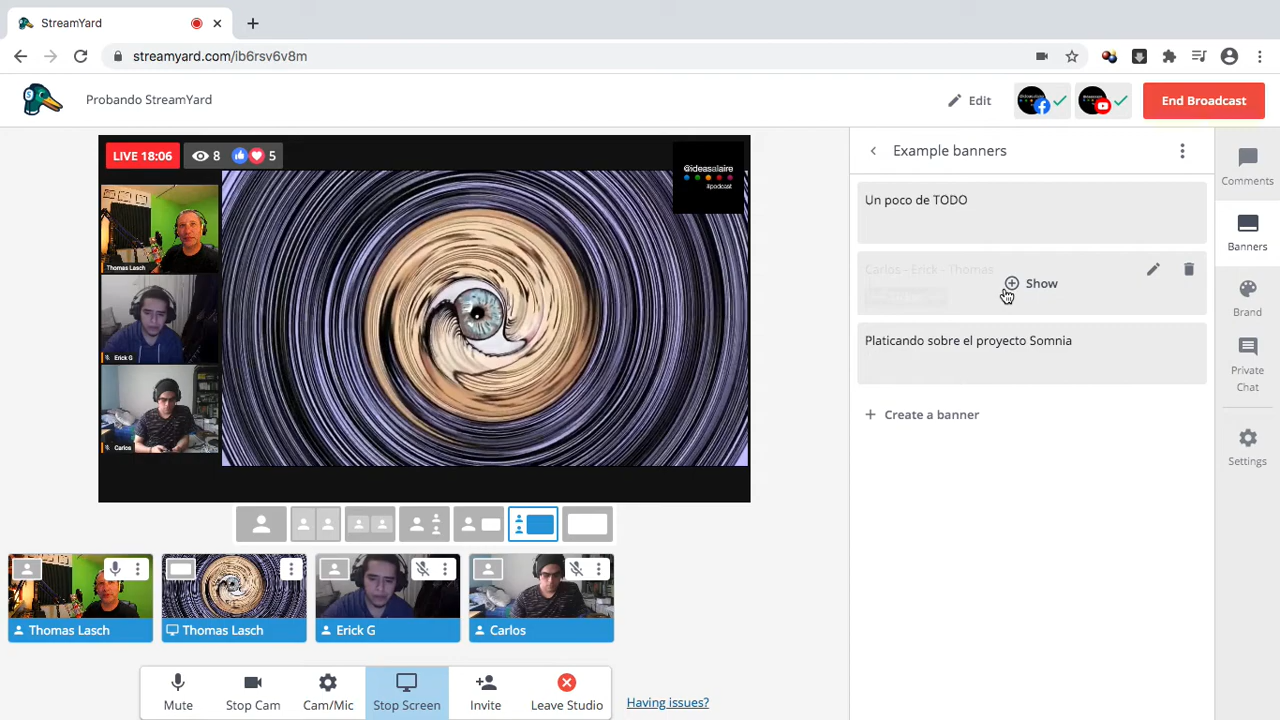 StreamYard
streamyard.com/ib6rsv6v8m
Probando StreamYard
Edit
End Broadcast
LIVE 18:06
8
5
@ideasalaire
#podcast
Thomas Lasch
Erick G
Carlos
Example banners
Un poco de TODO
Carlos - Erick - Thomas
Show
Platicando sobre el proyecto Somnia
Create a banner
Comments
Banners
Brand
Private
Chat
Settings
Thomas Lasch
Thomas Lasch
Erick G
Carlos
Mute
Stop Cam
Cam/Mic
Stop Screen
Invite
Leave Studio
Having issues?